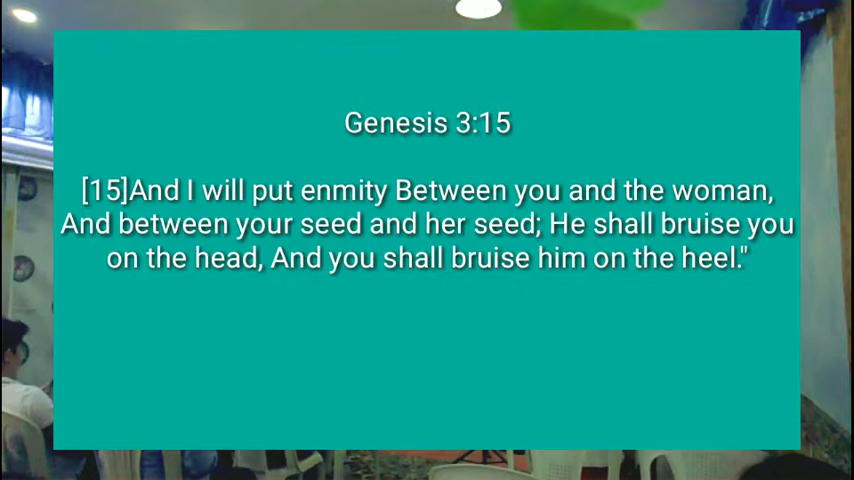 Genesis 3:15
[15]And I will put enmity Between you and the woman,
And between your seed and her seed; He shall bruise you
on the head, And you shall bruise him on the heel."